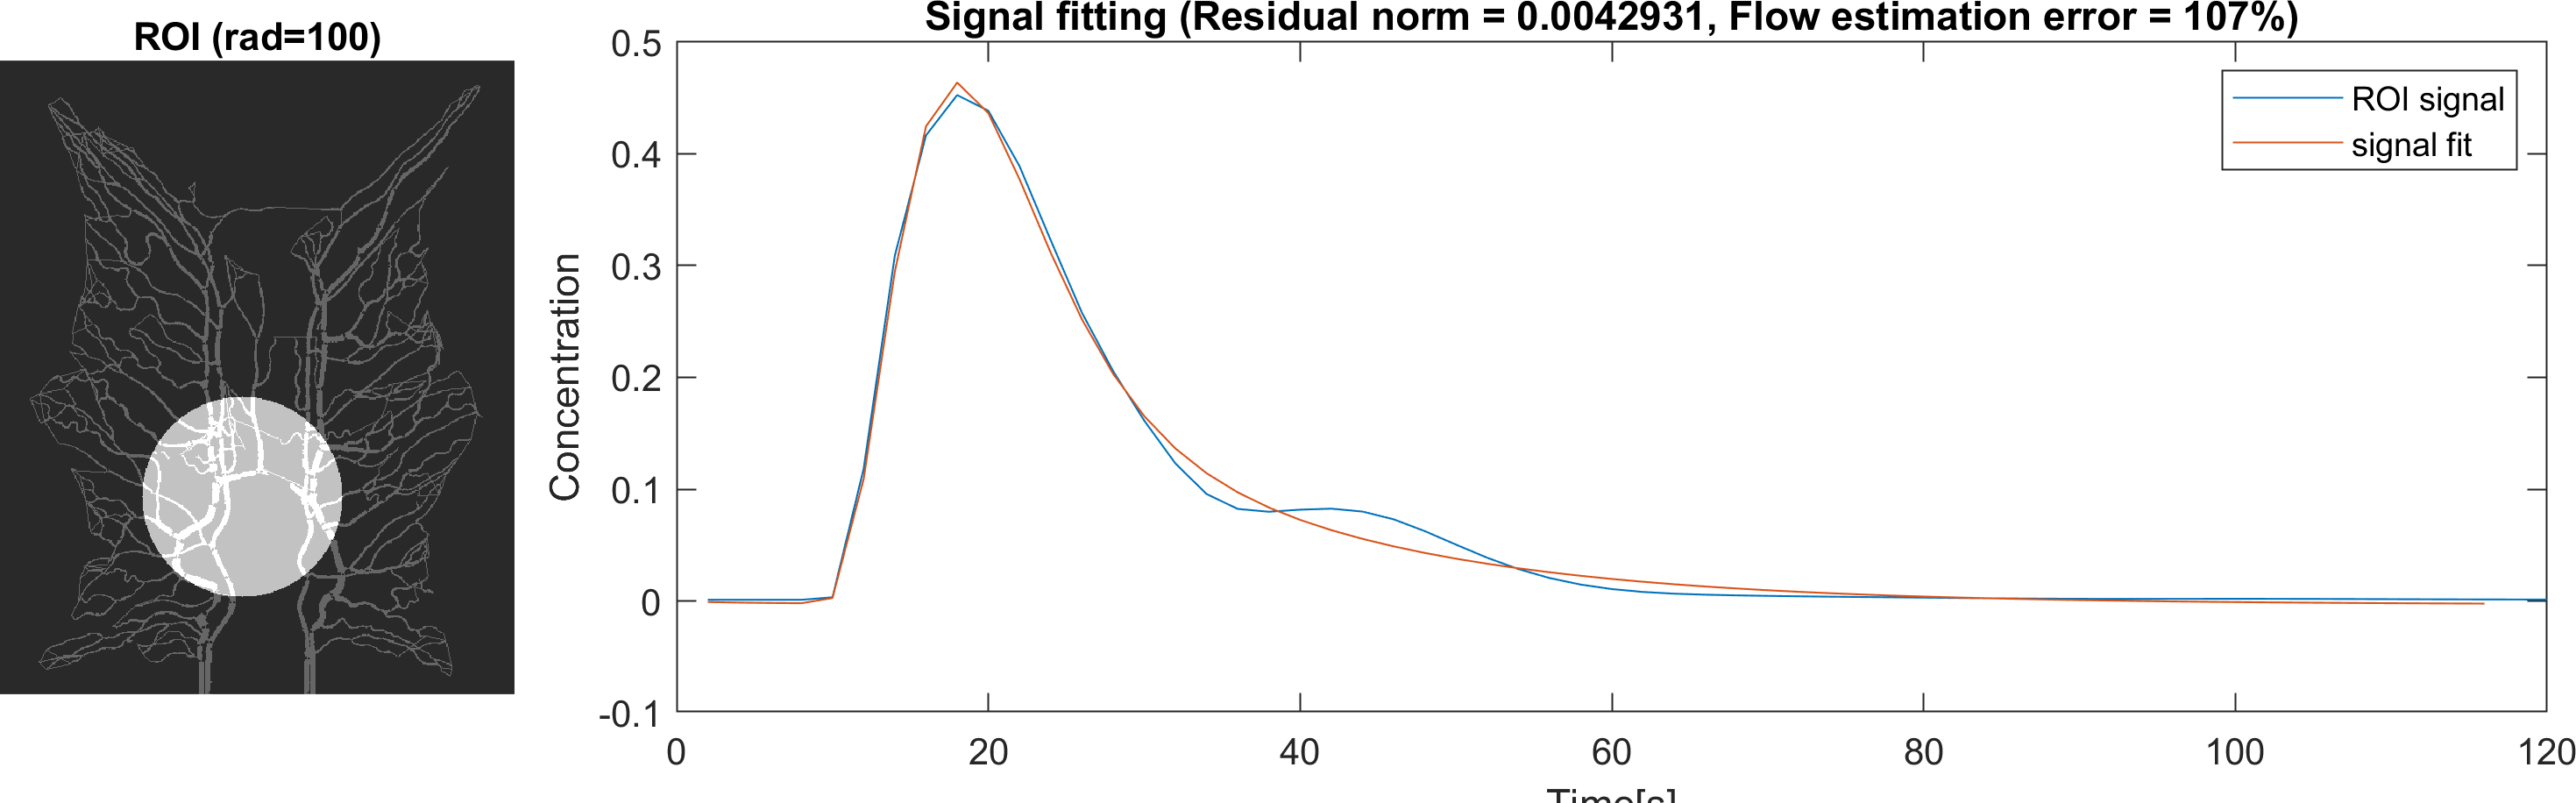 ROI (rad=100)
Signal fitting (Residual norm = 0.0042931, Flow estimation error = 107%)
0.5
0.4
0.3
0.2
0.1
0
-0.1
Concentration
ROI signal
signal fit
0 20 40 60 80 100 120
Time[s]